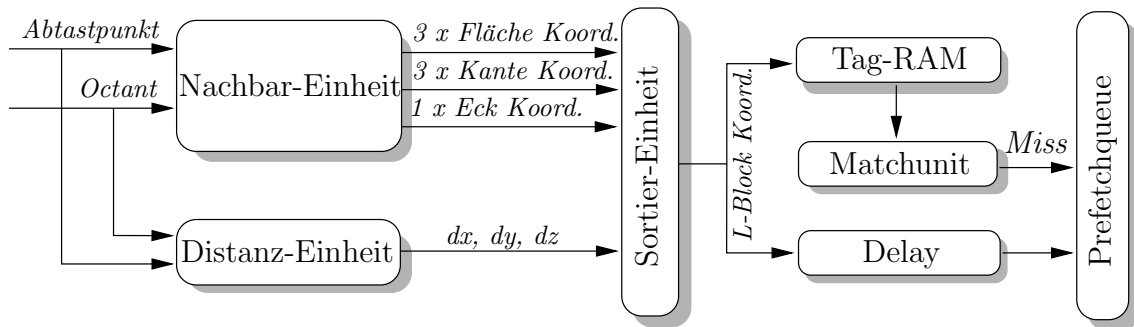 Abtastpunkt
Octant
Nachbar-Einheit
3 x Fläche Koord.
3 x Kante Koord.
1 x Eck Koord.
Distanz-Einheit
dx, dy, dz
Sortier-Einheit
L-Block Koord.
Tag-RAM
Matchunit
Miss
Delay
Prefetchqueue